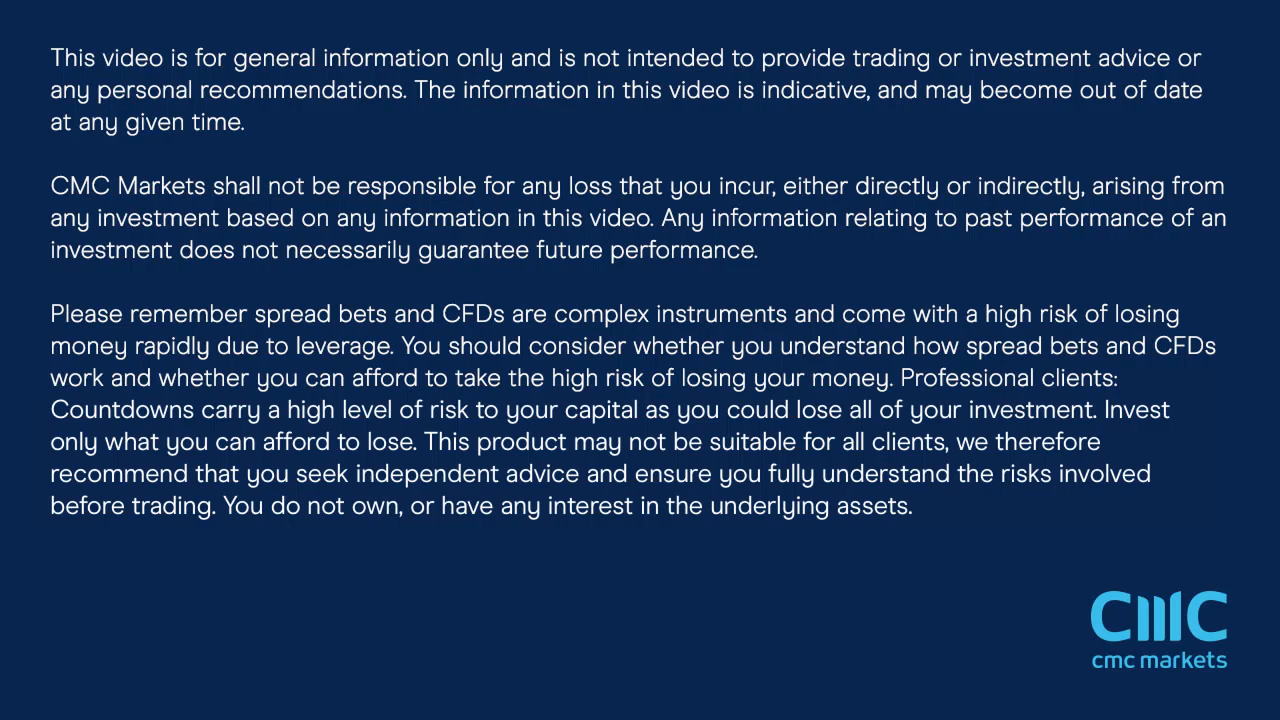 This video is for general information only and is not intended to provide trading or investment advice or
any personal recommendations. The information in this video is indicative, and may become out of date
at any given time.
CMC Markets shall not be responsible for any loss that you incur, either directly or indirectly, arising from
any investment based on any information in this video. Any information relating to past performance of an
investment does not necessarily guarantee future performance.
Please remember spread bets and CFDs are complex instruments and come with a high risk of losing
money rapidly due to leverage. You should consider whether you understand how spread bets and CFDs
work and whether you can afford to take the high risk of losing your money. Professional clients:
Countdowns carry a high level of risk to your capital as you could lose all of your investment. Invest
only what you can afford to lose. This product may not be suitable for all clients, we therefore
recommend that you seek independent advice and ensure you fully understand the risks involved
before trading. You do not own, or have any interest in the underlying assets.
CMC
cmc markets